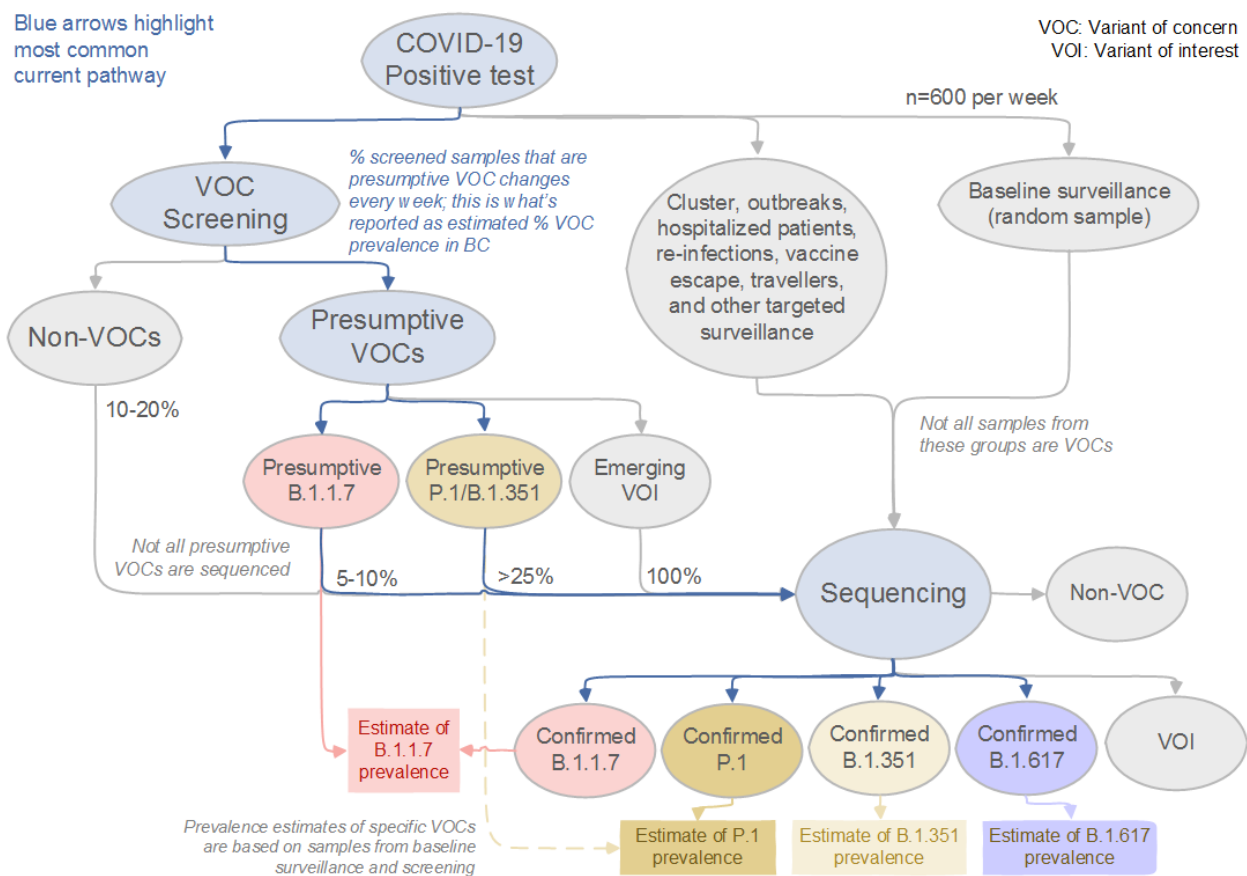 Blue arrows highlight
most common
current pathway
COVID-19
Positive test
VOC: Variant of concern
VOI: Variant of interest
n=600 per week
VOC
Screening
% screened samples that are
presumptive VOC changes
every week; this is what's
reported as estimated % VOC
prevalence in BC
Cluster, outbreaks,
hospitalized patients,
re-infections, vaccine
escape, travellers,
and other targeted
surveillance
Baseline surveillance
(random sample)
Non-VOCs
Presumptive
VOCs
10-20%
Not all samples from
these groups are VOCs
Presumptive
B.1.1.7
Presumptive
P.1/B.1.351
Emerging
VOI
Not all presumptive
VOCs are sequenced
5-10%
>25%
100%
Sequencing
Non-VOC
Estimate of
B.1.1.7
prevalence
Confirmed
B.1.1.7
Confirmed
P.1
Confirmed
B.1.351
Confirmed
B.1.617
VOI
Prevalence estimates of specific VOCs
are based on samples from baseline
surveillance and screening
Estimate of P.1
prevalence
Estimate of B.1.351
prevalence
Estimate of B.1.617
prevalence